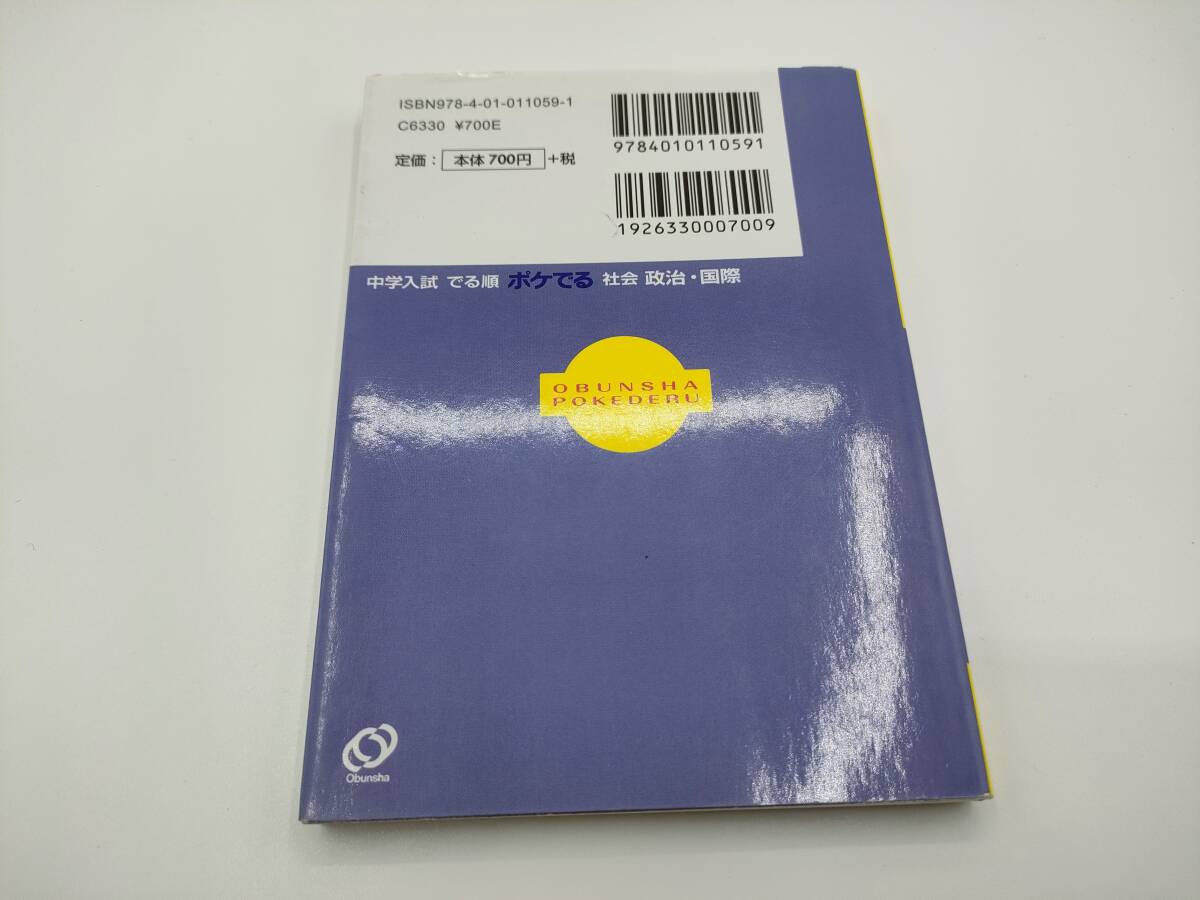 ISBN978-4-01-011059-1
C6330 ¥700E
定価： 本体700円 +税
9784010110591
1926330007009
中学入試 でる順 ポケでる 社会 政治・国際
OBUNSHA
POKEDERU
Obunsha